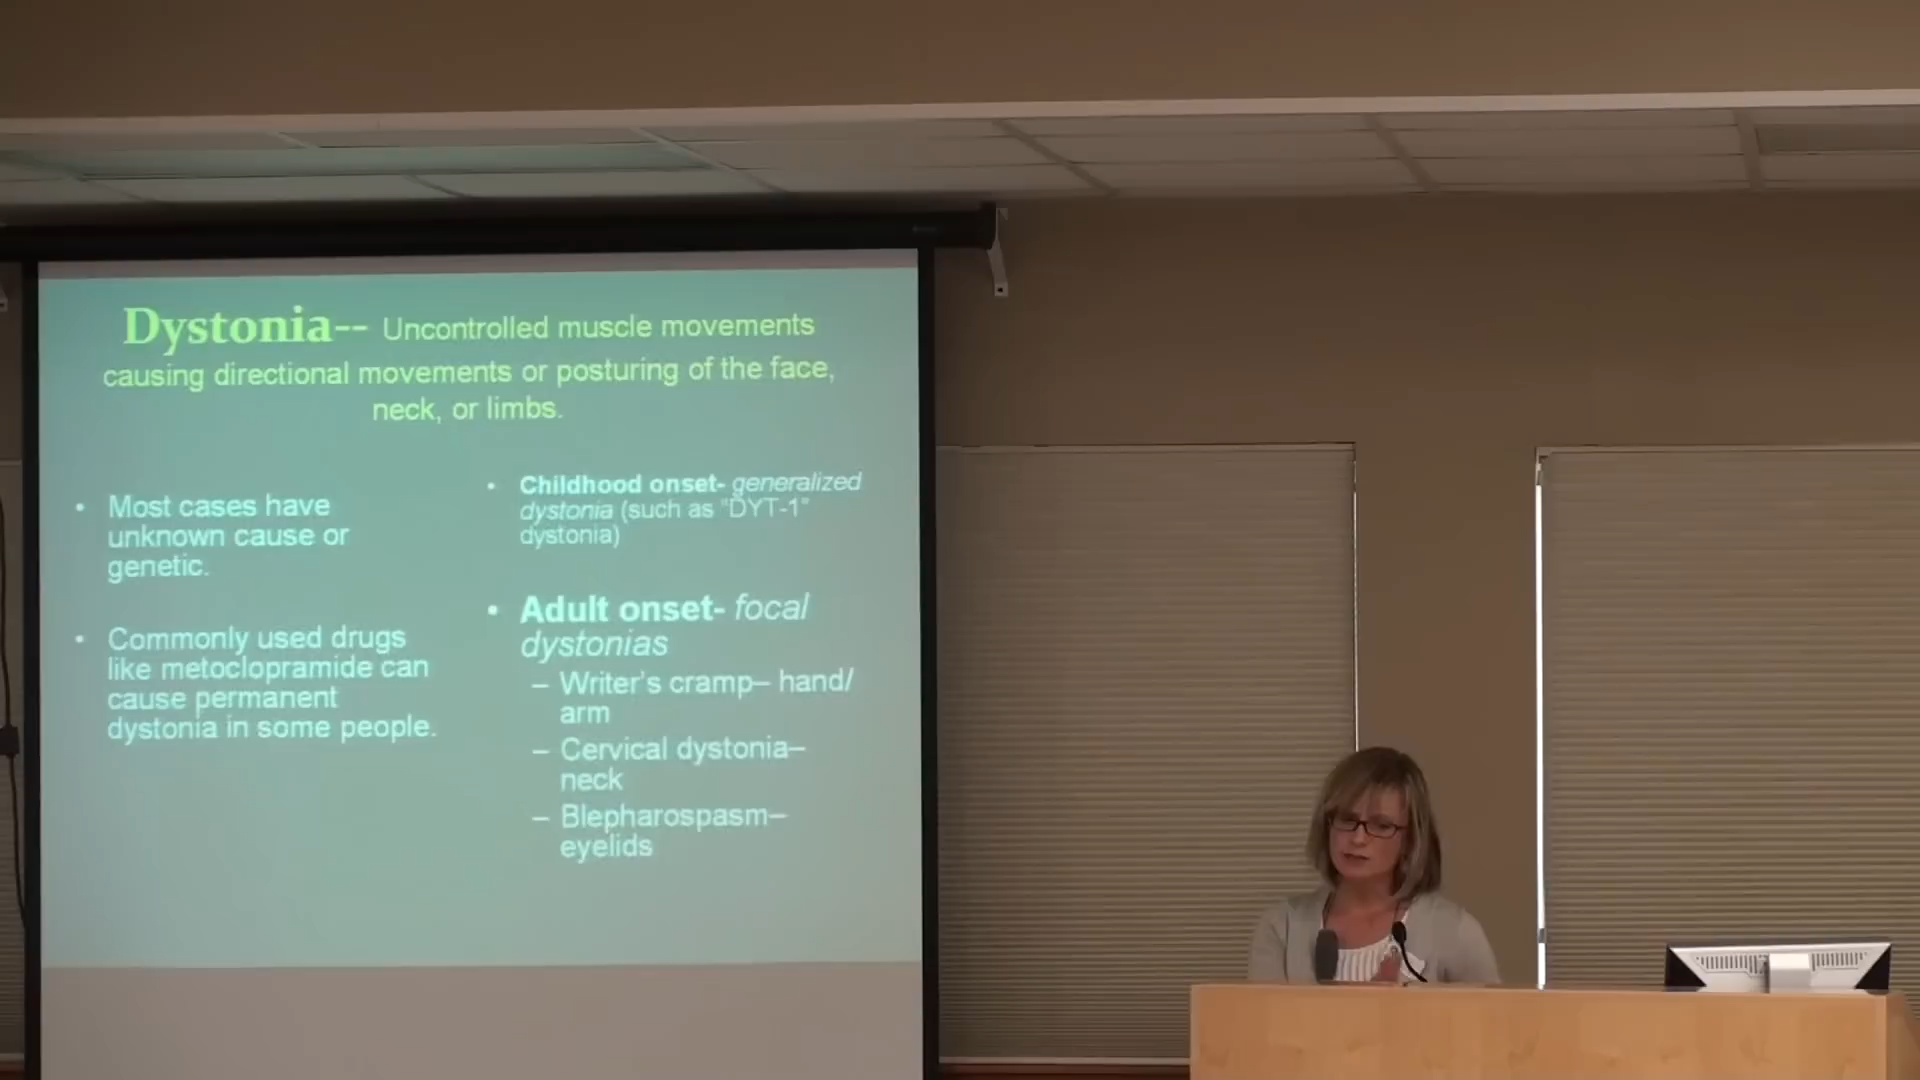 Dystonia-- Uncontrolled muscle movements
causing directional movements or posturing of the face,
neck, or limbs.
• Most cases have
unknown cause or
genetic.
• Commonly used drugs
like metoclopramide can
cause permanent
dystonia in some people.
• Childhood onset- generalized
dystonia (such as "DYT-1"
dystonia)
• Adult onset- focal
dystonias
– Writer's cramp– hand/
arm
– Cervical dystonia–
neck
– Blepharospasm–
eyelids